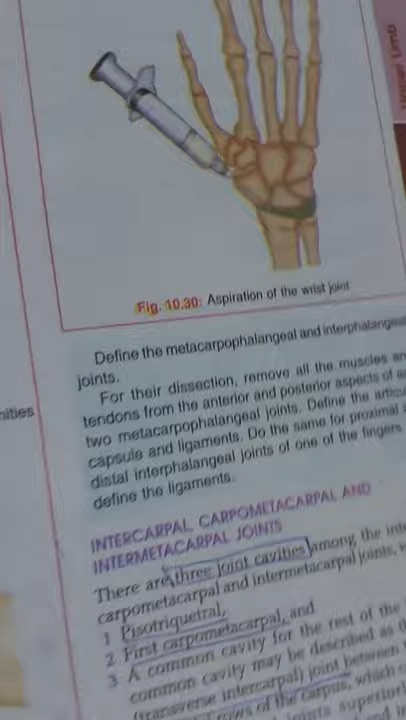 Fig. 10.30: Aspiration of the wrist joint
Define the metacarpophalangeal and interphalangeal
joints.
For their dissection, remove all the muscles
tendons from the anterior and posterior aspects of
two metacarpophalangeal joints. Define the
capsule and ligaments. Do the same for proximal
distal interphalangeal joints of one of the fingers
define the ligaments.
INTERCARPAL, CARPOMETACARPAL AND
INTERMETACARPAL JOINTS
There are three joint cavities among the
carpometacarpal and intermetacarpal joints,
1 Pisotriquetral,
2 First carpometacarpal, and
3 A common cavity for the rest of the
common cavity may be described as
(transverse intercarpal) joint between
rows of the carpus, which
superiorly